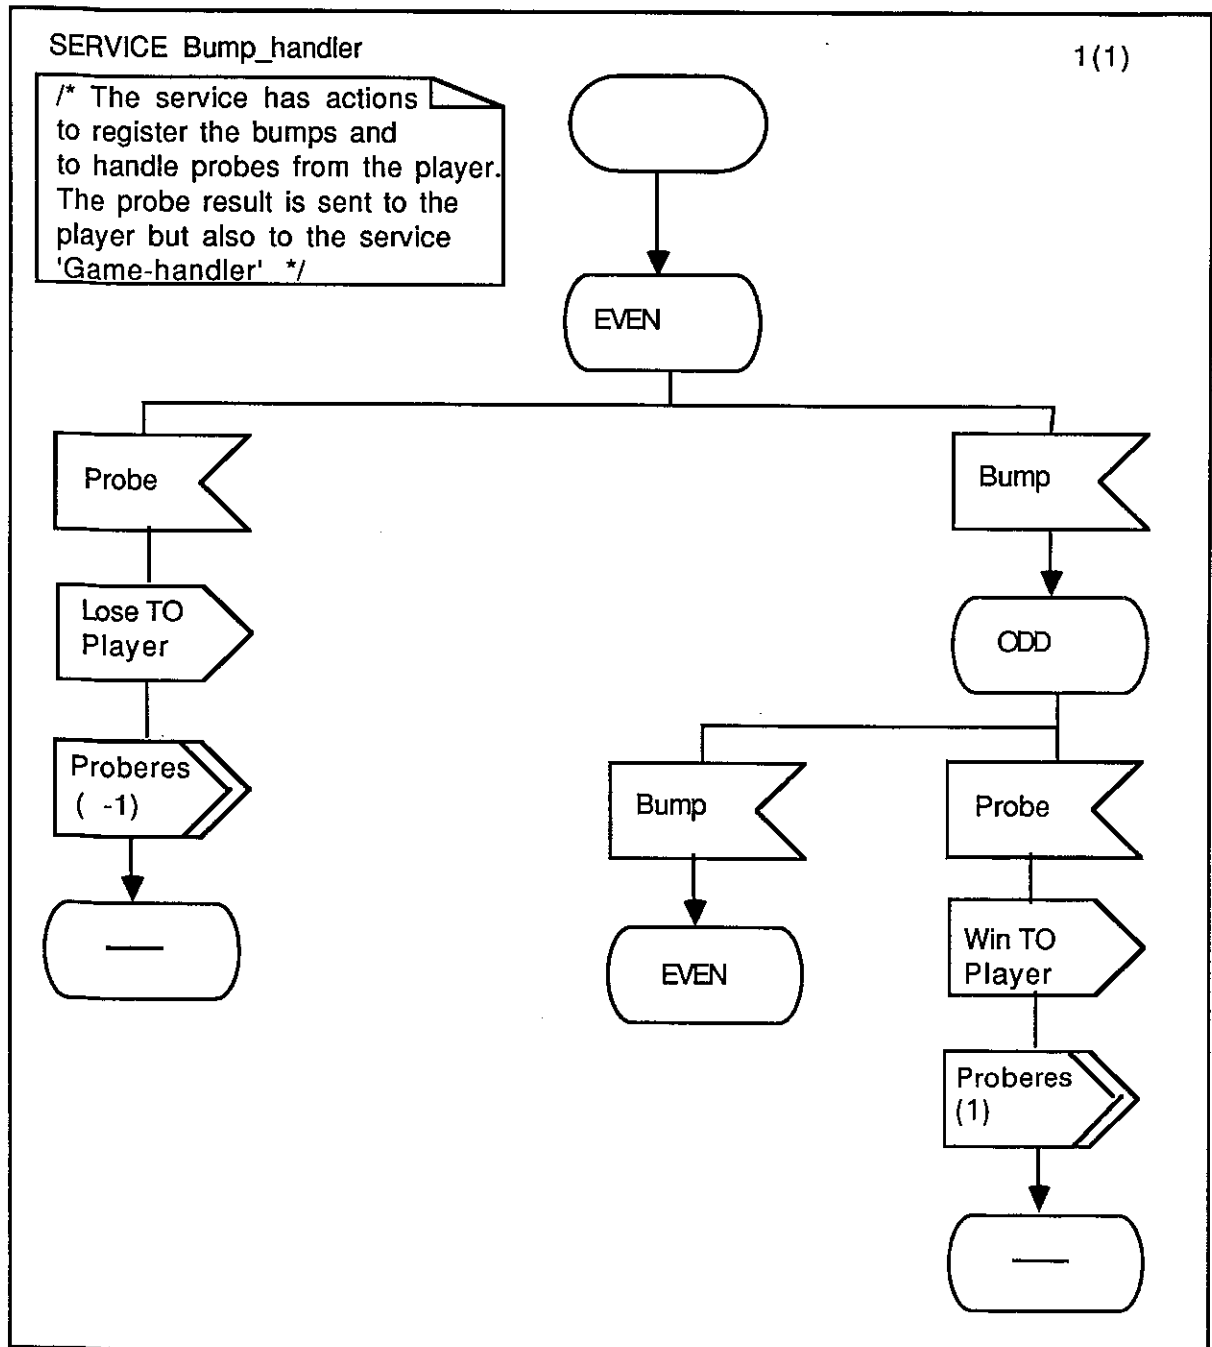 SERVICE Bump_handler
1(1)
/* The service has actions
to register the bumps and
to handle probes from the player.
The probe result is sent to the
player but also to the service
'Game-handler' */
EVEN
Probe
Bump
Lose TO
Player
ODD
Proberes
( -1)
Bump
Probe
EVEN
Win TO
Player
Proberes
(1)